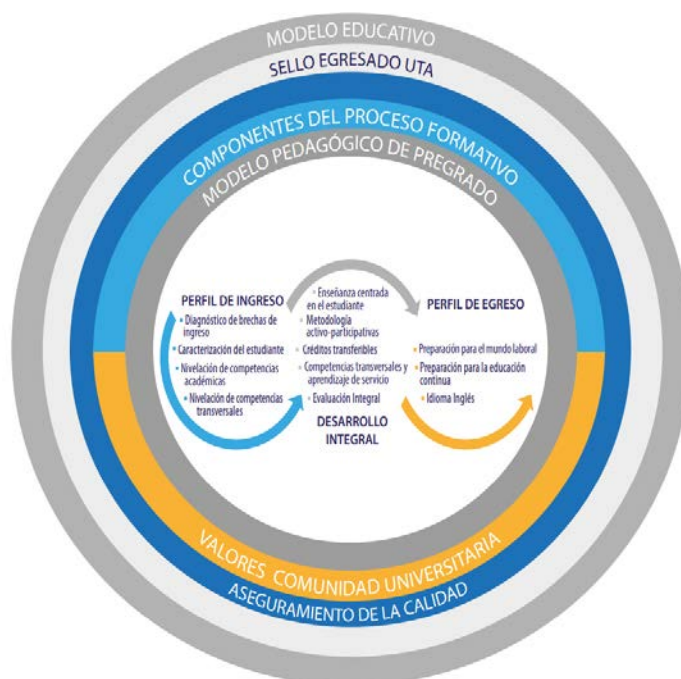 MODELO EDUCATIVO
SELLO EGRESADO UTA
COMPONENTES DEL PROCESO FORMATIVO
MODELO PEDAGÓGICO DE PREGRADO
PERFIL DE INGRESO
• Diagnóstico de brechas de
ingreso
• Caracterización del estudiante
• Nivelación de competencias
académicas
• Nivelación de competencias
transversales
• Enseñanza centrada
en el estudiante
• Metodología
activo-participativas
• Créditos transferibles
• Competencias transversales y
aprendizaje de servicio
• Evaluación Integral
DESARROLLO
INTEGRAL
PERFIL DE EGRESO
• Preparación para el mundo laboral
• Preparación para la educación
continua
• Idioma Inglés
VALORES COMUNIDAD UNIVERSITARIA
ASEGURAMIENTO DE LA CALIDAD